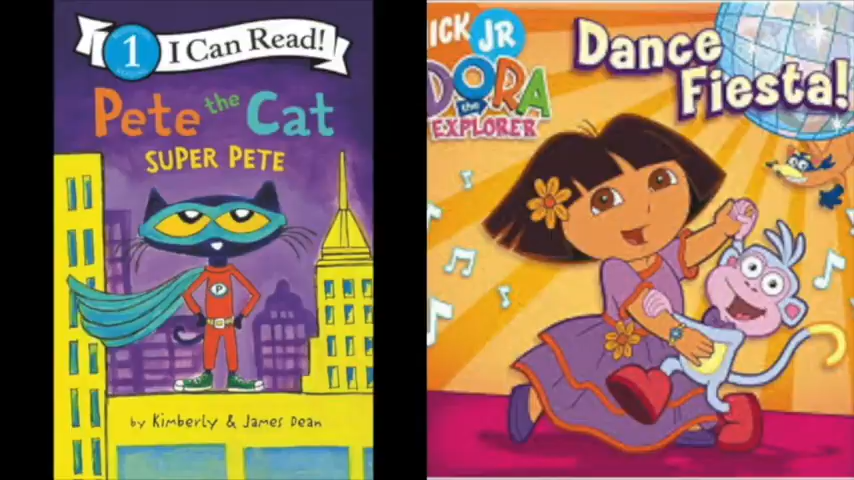 1
I Can Read!
Pete the Cat
SUPER PETE
P
by Kimberly & James Dean
ICK JR
DORA
the
EXPLORER
Dance
Fiesta!